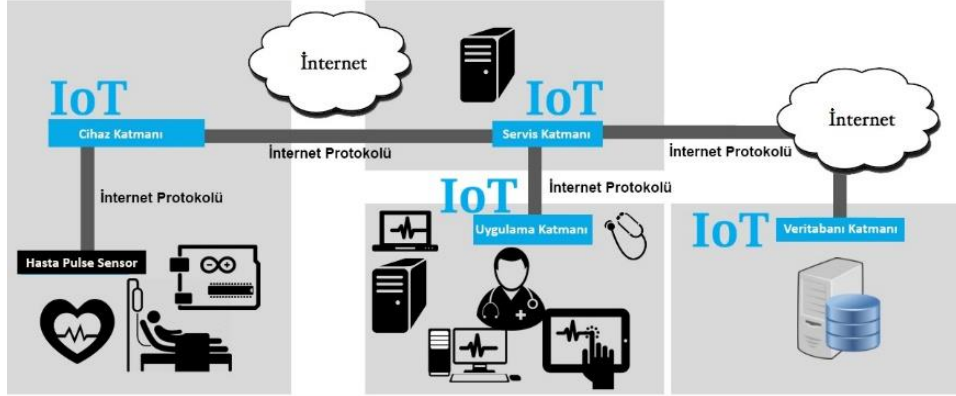 İnternet
IoT
Cihaz Katmanı
İnternet Protokolü
IoT
Servis Katmanı
İnternet Protokolü
İnternet
İnternet Protokolü
Hasta Pulse Sensor
İnternet Protokolü
IoT
Uygulama Katmanı
IoT
Veritabanı Katmanı